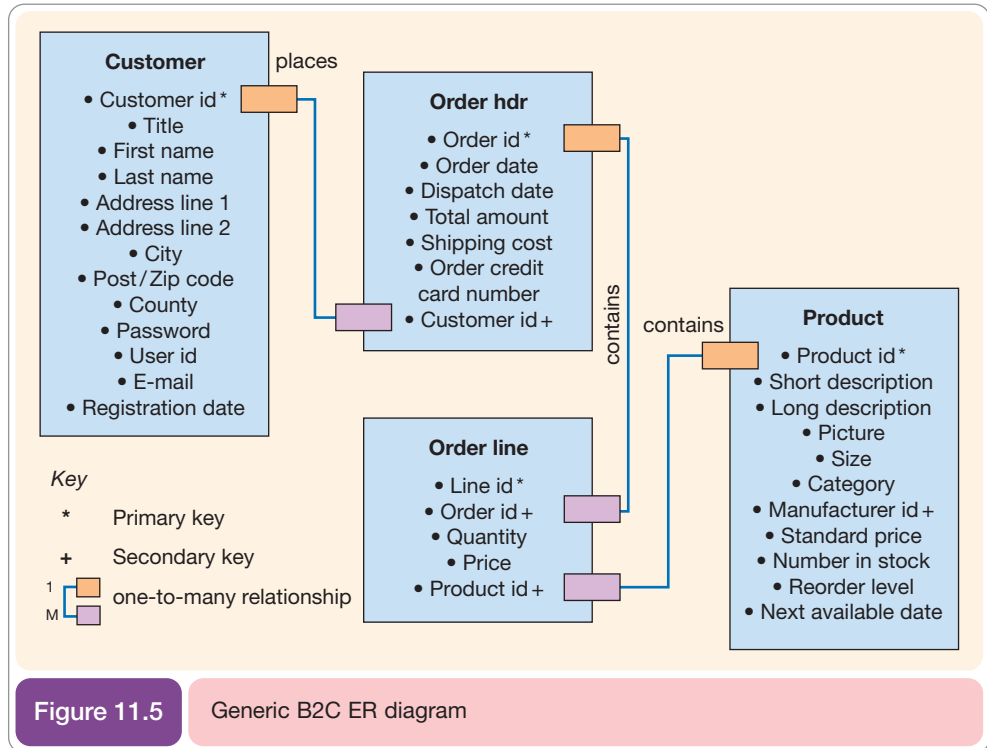 Customer
• Customer id*
• Title
• First name
• Last name
• Address line 1
• Address line 2
• City
• Post/Zip code
• County
• Password
• User id
• E-mail
• Registration date
places
Order hdr
• Order id*
• Order date
• Dispatch date
• Total amount
• Shipping cost
• Order credit
card number
• Customer id+
contains
Order line
• Line id*
• Order id+
• Quantity
• Price
• Product id+
contains
Product
• Product id*
• Short description
• Long description
• Picture
• Size
• Category
• Manufacturer id+
• Standard price
• Number in stock
• Reorder level
• Next available date
Key
* Primary key
+ Secondary key
1
M
one-to-many relationship
Figure 11.5
Generic B2C ER diagram